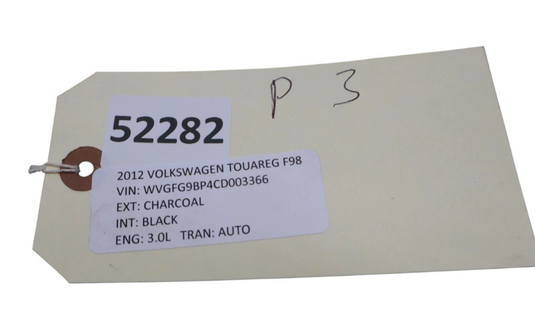 P 3
52282
2012 VOLKSWAGEN TOUAREG F98
VIN: WVGFG9BP4CD003366
EXT: CHARCOAL
INT: BLACK
ENG: 3.0L TRAN: AUTO